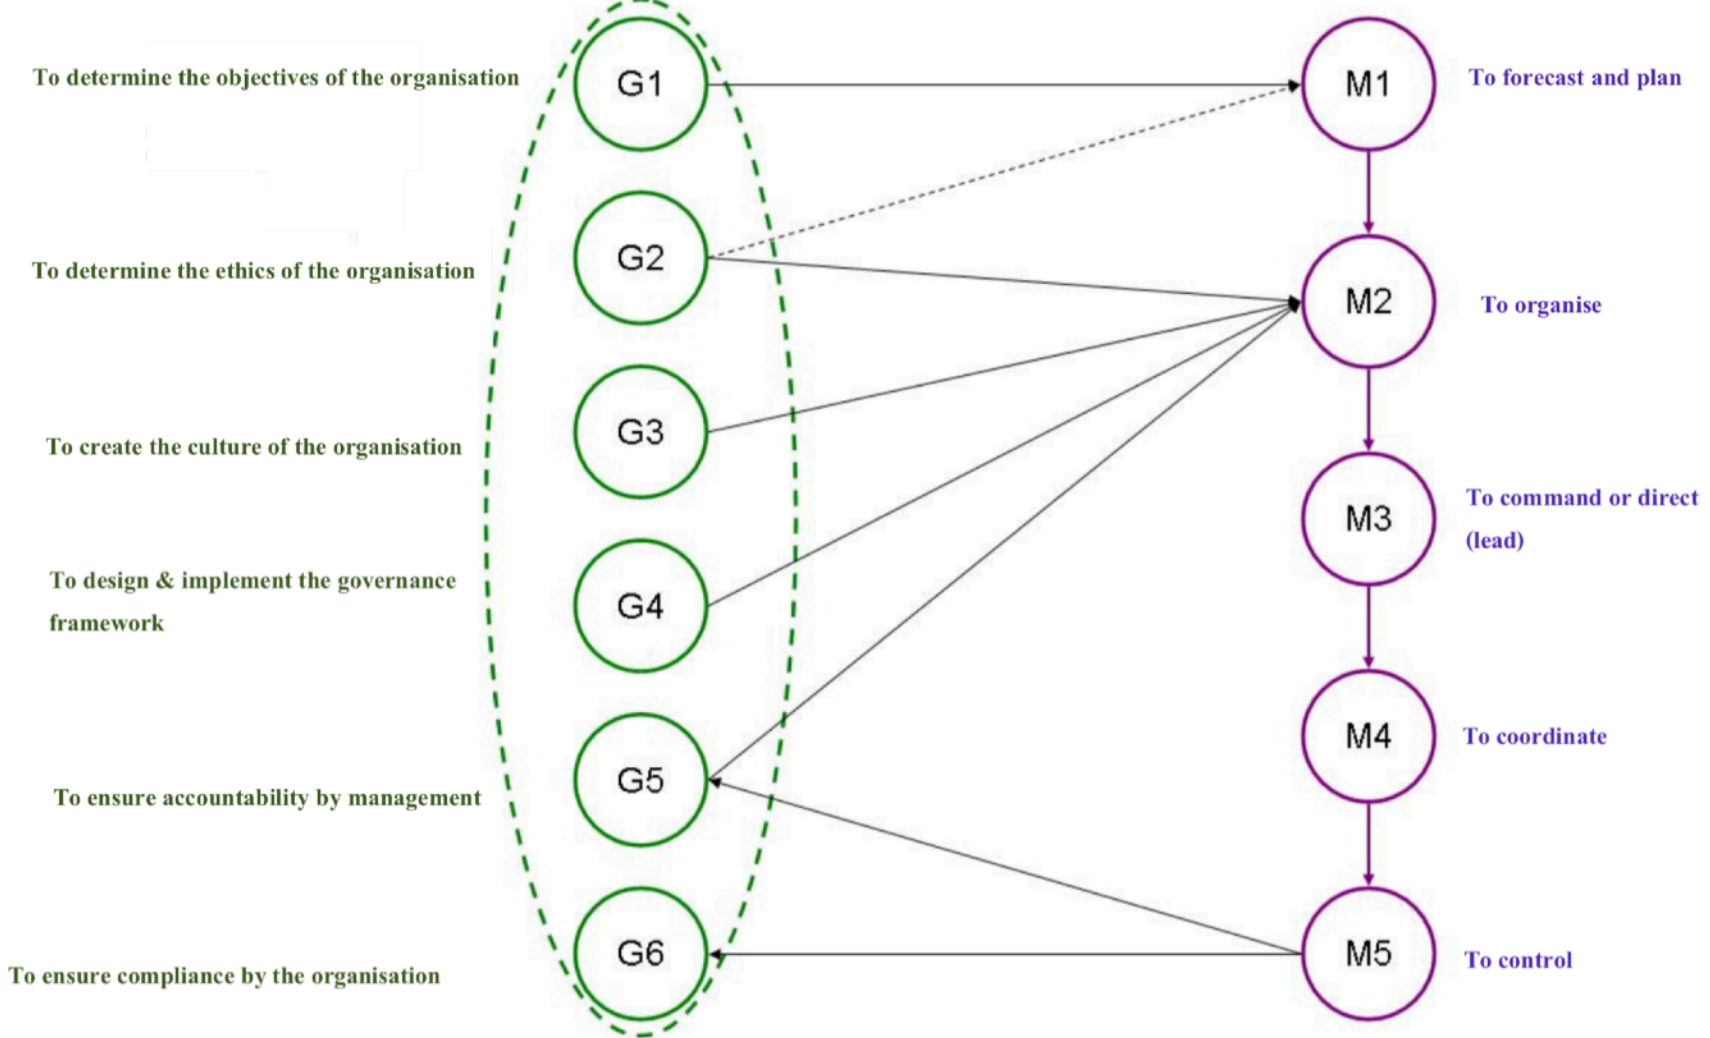 To determine the objectives of the organisation
G1
M1
To forecast and plan
To determine the ethics of the organisation
G2
M2
To organise
To create the culture of the organisation
G3
M3
To command or direct
(lead)
To design & implement the governance
framework
G4
M4
To coordinate
To ensure accountability by management
G5
To ensure compliance by the organisation
G6
M5
To control